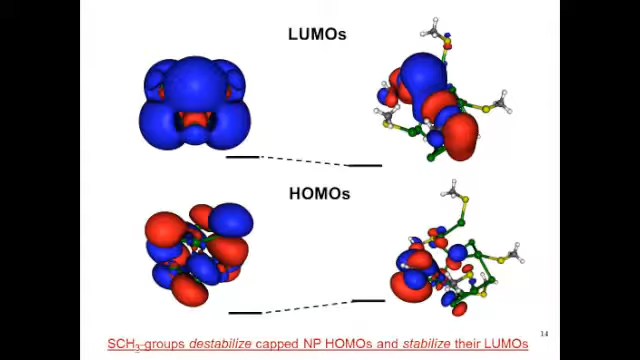 LUMOs
HOMOs
SCH3-groups destabilize capped NP HOMOs and stabilize their LUMOs
14